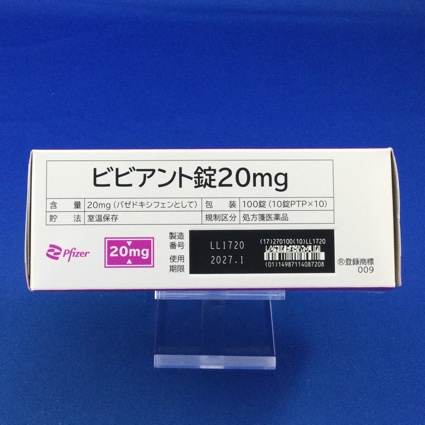 ビビアント錠20mg
含 量 20mg (バゼドキシフェンとして) 包 装 100錠 (10錠PTP×10)
貯 法 室温保存 規制区分 処方箋医薬品
Pfizer
20mg
製造番号 LL1720
使用期限 2027.1
(17)270100(10)LL1720
(01)14987114087208
®登録商標
009